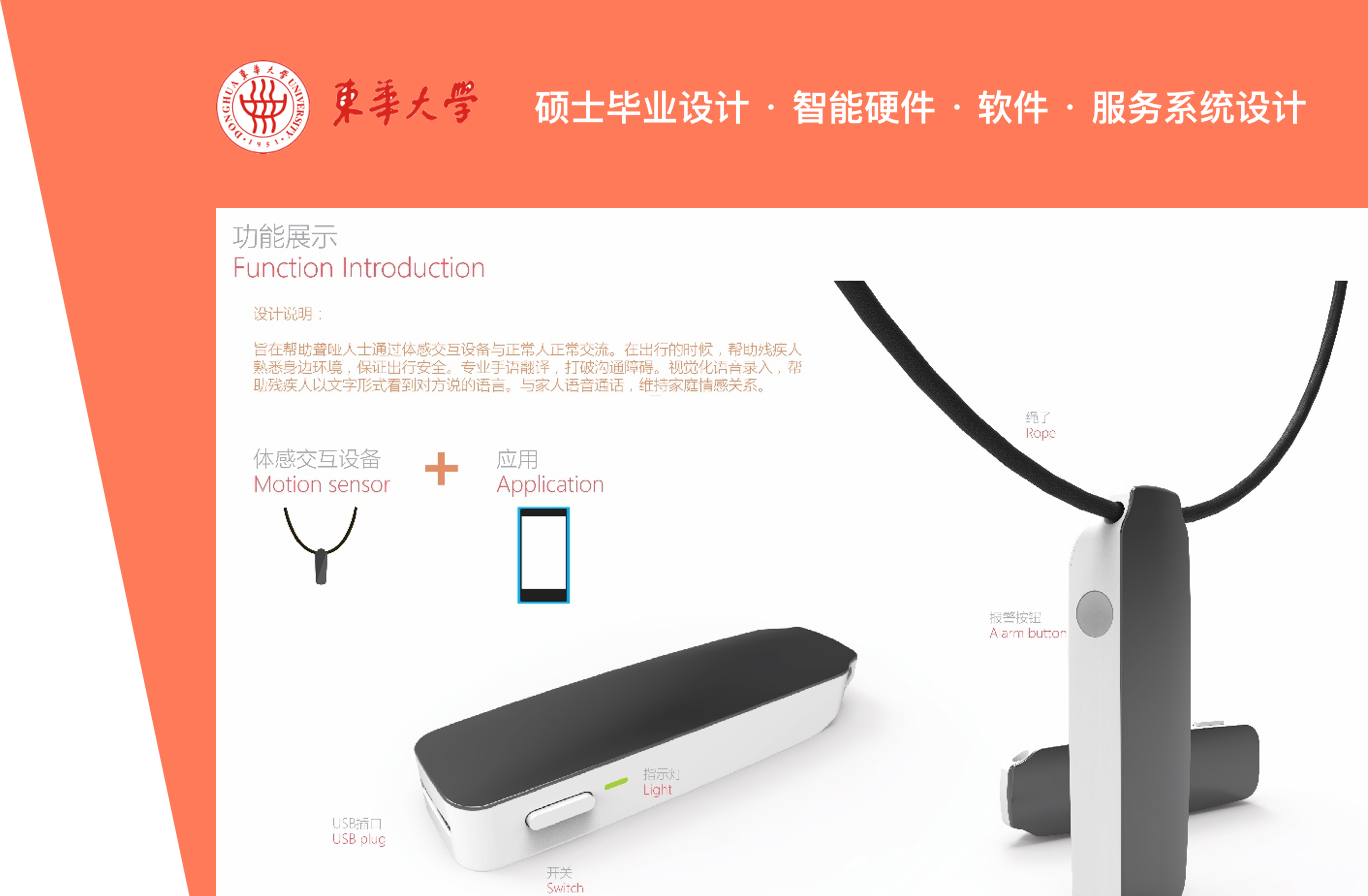 東華大學
DONGHUA UNIVERSITY
1951
東華大學
硕士毕业设计 · 智能硬件 · 软件 · 服务系统设计
功能展示
Function Introduction
设计说明：
旨在帮助聋哑人士通过体感交互设备与正常人正常交流。在出行的时候，帮助残疾人
熟悉身边环境，保证出行安全。专业手语翻译，打破沟通障碍。视觉化语音录入，帮
助残疾人以文字形式看到对方说的语言。与家人语音通话，维持家庭情感关系。
体感交互设备
Motion sensor
+
应用
Application
绳子
Rope
报警按钮
Alarm button
指示灯
Light
USB插口
USB plug
开关
Switch